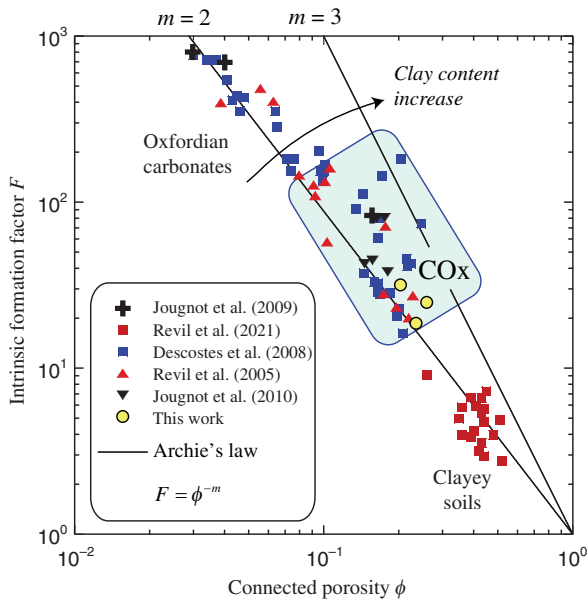 m = 2
m = 3
10³
Clay content
increase
Oxfordian
carbonates
10²
Intrinsic formation factor F
COx
Jougnot et al. (2009)
Revil et al. (2021)
Descostes et al. (2008)
Revil et al. (2005)
Jougnot et al. (2010)
This work
Archie's law
F = ϕ⁻ᵐ
10¹
Clayey
soils
10⁰
10⁻²
10⁻¹
10⁰
Connected porosity ϕ